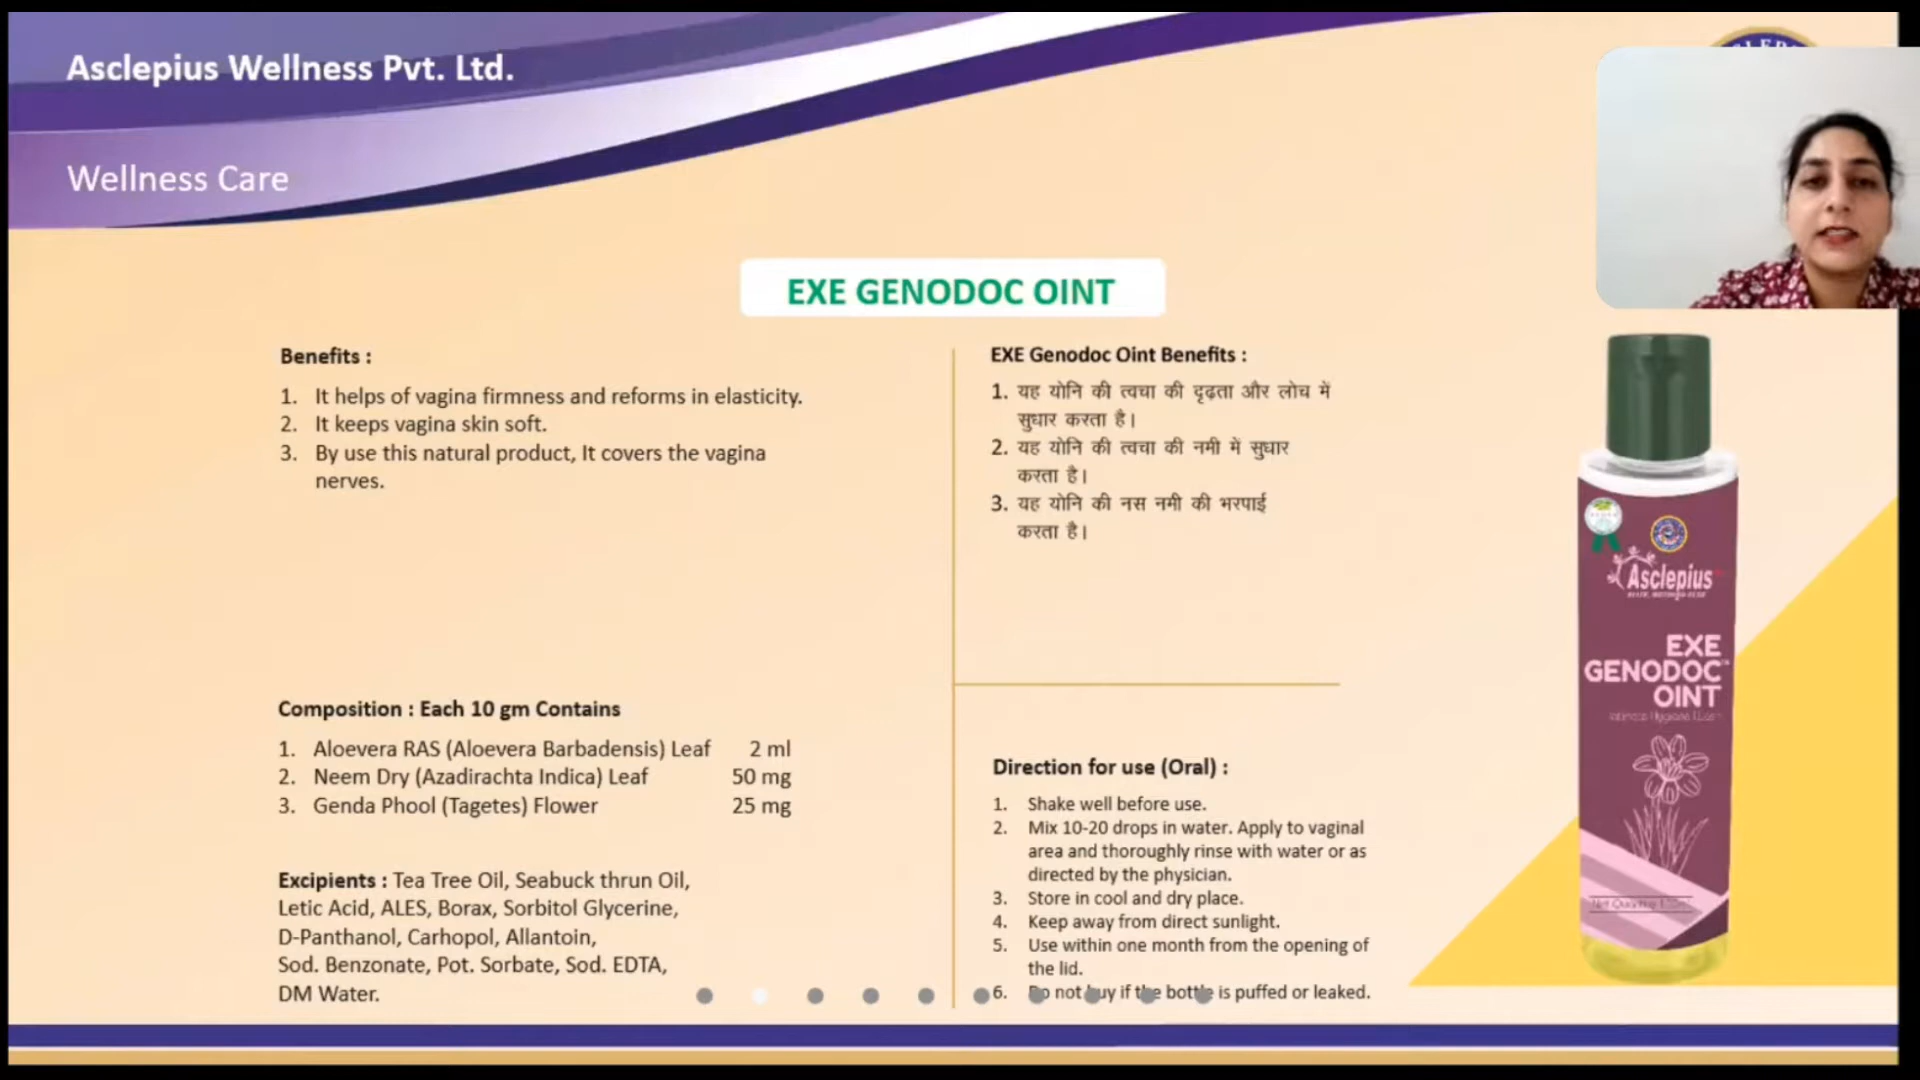 Asclepius Wellness Pvt. Ltd.
Wellness Care
EXE GENODOC OINT
Benefits :
1. It helps of vagina firmness and reforms in elasticity.
2. It keeps vagina skin soft.
3. By use this natural product, It covers the vagina
nerves.
Composition : Each 10 gm Contains
1. Aloevera RAS (Aloevera Barbadensis) Leaf 2 ml
2. Neem Dry (Azadirachta Indica) Leaf 50 mg
3. Genda Phool (Tagetes) Flower 25 mg
Excipients : Tea Tree Oil, Seabuck thrun Oil,
Letic Acid, ALES, Borax, Sorbitol Glycerine,
D-Panthanol, Carhopol, Allantoin,
Sod. Benzonate, Pot. Sorbate, Sod. EDTA,
DM Water.
EXE Genodoc Oint Benefits :
1. यह योनि की त्वचा की दृढ़ता और लोच में
सुधार करता है।
2. यह योनि की त्वचा की नमी में सुधार
करता है।
3. यह योनि की नस नमी की भरपाई
करता है।
Direction for use (Oral) :
1. Shake well before use.
2. Mix 10-20 drops in water. Apply to vaginal
area and thoroughly rinse with water or as
directed by the physician.
3. Store in cool and dry place.
4. Keep away from direct sunlight.
5. Use within one month from the opening of
the lid.
6. Do not buy if the bottle is puffed or leaked.
Asclepius
EXE
GENODOC
OINT